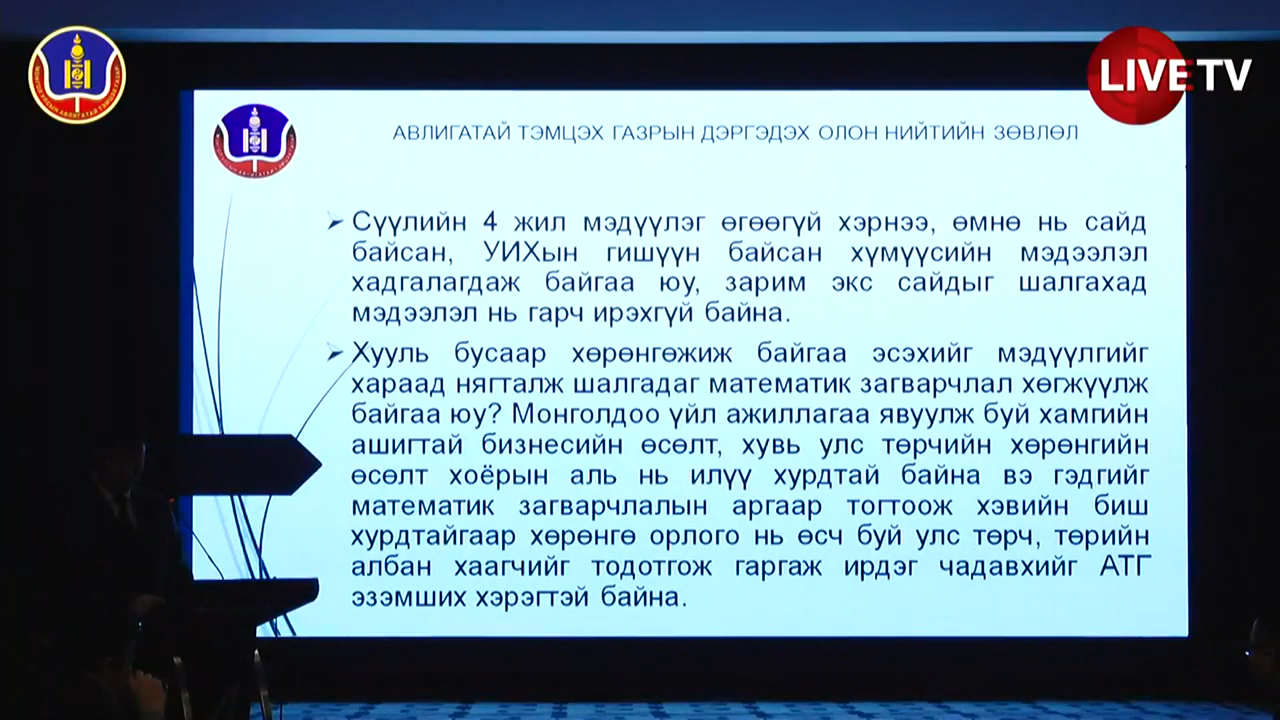 LIVE TV
АВЛИГАТАЙ ТЭМЦЭХ ГАЗРЫН ДЭРГЭДЭХ ОЛОН НИЙТИЙН ЗӨВЛӨЛ
Сүүлийн 4 жил мэдүүлэг өгөөгүй хэрнээ, өмнө нь сайд
байсан, УИХын гишүүн байсан хүмүүсийн мэдээлэл
хадгалагдаж байгаа юу, зарим экс сайдыг шалгахад
мэдээлэл нь гарч ирэхгүй байна.
Хууль бусаар хөрөнгөжиж байгаа эсэхийг мэдүүлгийг
хараад нягталж шалгадаг математик загварчлал хөгжүүлж
байгаа юу? Монголдоо үйл ажиллагаа явуулж буй хамгийн
ашигтай бизнесийн өсөлт, хувь улс төрчийн хөрөнгийн
өсөлт хоёрын аль нь илүү хурдтай байна вэ гэдгийг
математик загварчлалын аргаар тогтоож хэвийн биш
хурдтайгаар хөрөнгө орлого нь өсч буй улс төрч, төрийн
албан хаагчийг тодотгож гаргаж ирдэг чадавхийг АТГ
эзэмших хэрэгтэй байна.